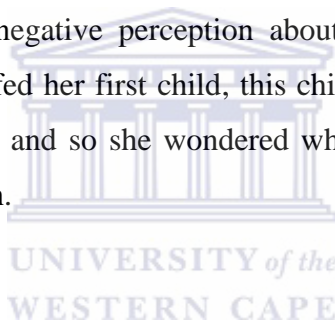 negative perception about
fed her first child, this chi
and so she wondered wh
n.
UNIVERSITY of the
WESTERN CAPE